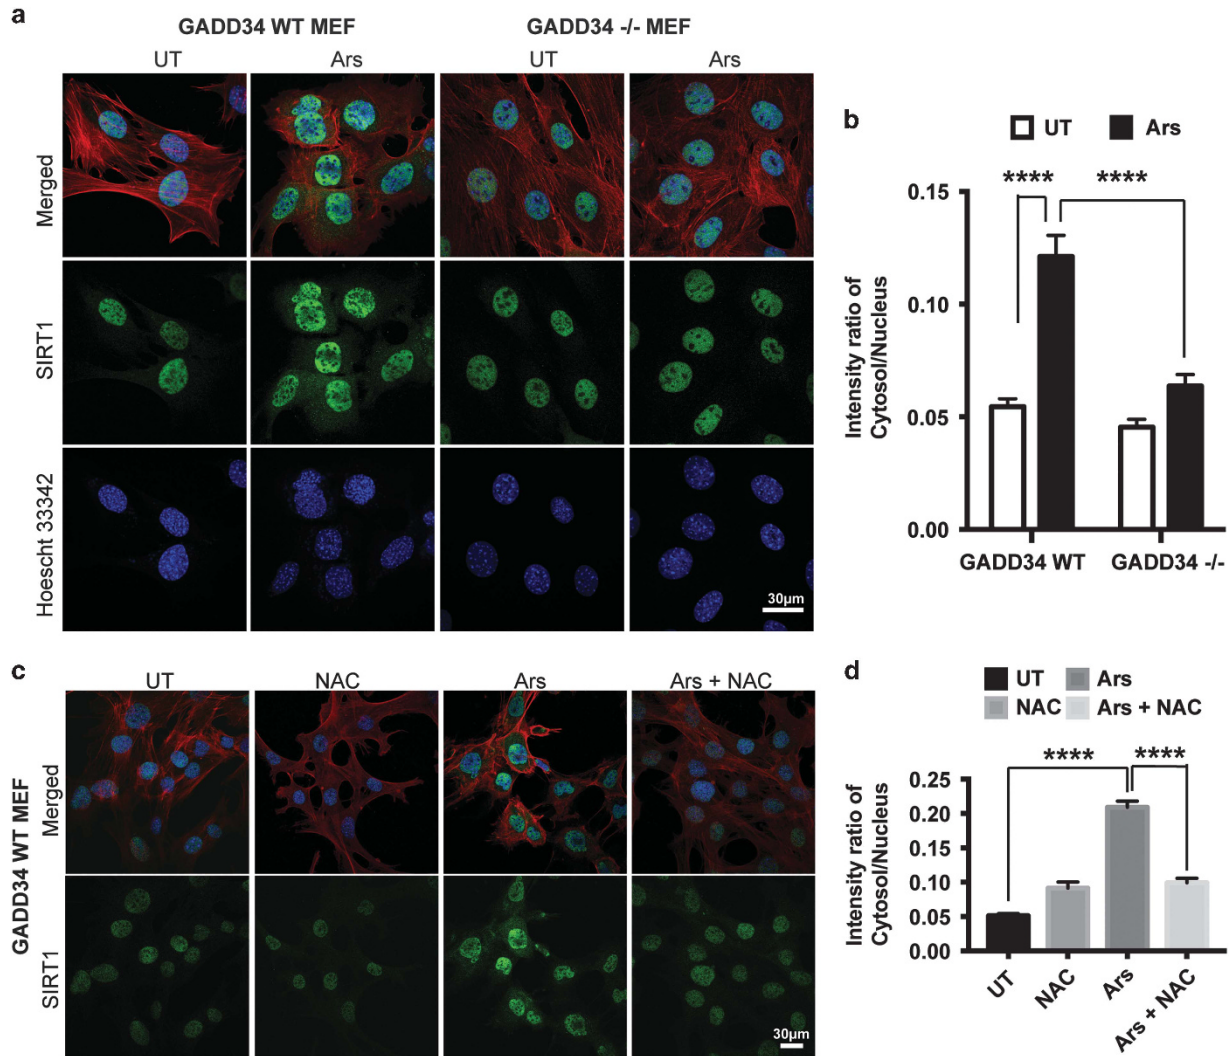 a
GADD34 WT MEF
GADD34 -/- MEF
UT
Ars
UT
Ars
Merged
SIRT1
Hoescht 33342
30µm
b
UT
Ars
****
****
Intensity ratio of
Cytosol/Nucleus
0.15
0.10
0.05
0.00
GADD34 WT
GADD34 -/-
c
UT
NAC
Ars
Ars + NAC
GADD34 WT MEF
Merged
SIRT1
30µm
d
UT
Ars
NAC
Ars + NAC
****
****
Intensity ratio of
Cytosol/Nucleus
0.25
0.20
0.15
0.10
0.05
0.00
UT
NAC
Ars
Ars + NAC